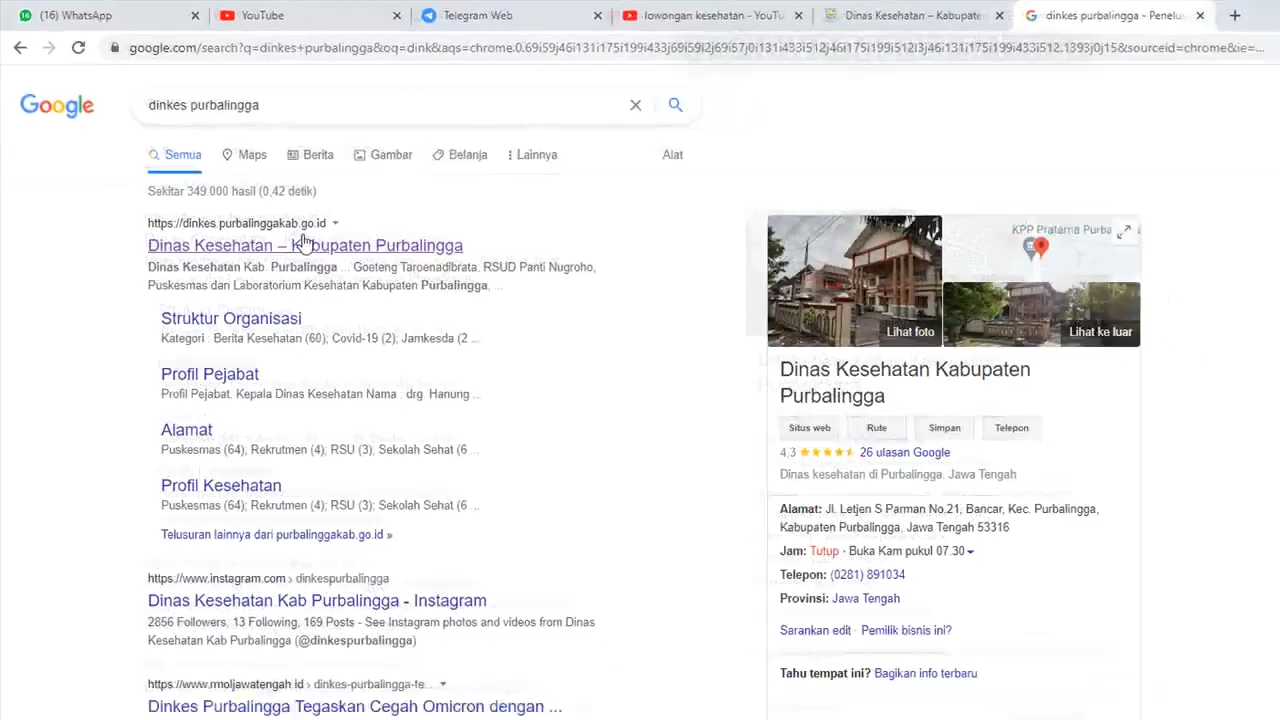 (16) WhatsApp
YouTube
Telegram Web
lowongan kesehatan - YouTu
Dinas Kesehatan – Kabupate
dinkes purbalingga - Penelus
google.com/search?q=dinkes+purbalingga&oq=dink&aqs=chrome.0.69i59j46i131i175i199i433j69i59l2j69i57j0i131i433i512j46i175i199i512l3j46i131i175i199i433i512.1393j0j15&sourceid=chrome&ie=...
Google
dinkes purbalingga
Semua
Maps
Berita
Gambar
Belanja
Lainnya
Alat
Sekitar 349.000 hasil (0,42 detik)
https://dinkes.purbalinggakab.go.id
Dinas Kesehatan – Kabupaten Purbalingga
Dinas Kesehatan Kab. Purbalingga ... Goeteng Taroenadibrata, RSUD Panti Nugroho,
Puskesmas dan Laboratorium Kesehatan Kabupaten Purbalingga, ...
Struktur Organisasi
Kategori . Berita Kesehatan (60); Covid-19 (2); Jamkesda (2 ...
Profil Pejabat
Profil Pejabat. Kepala Dinas Kesehatan Nama : drg. Hanung ...
Alamat
Puskesmas (64); Rekrutmen (4); RSU (3); Sekolah Sehat (6 ...
Profil Kesehatan
Puskesmas (64); Rekrutmen (4); RSU (3); Sekolah Sehat (6 ...
Telusuran lainnya dari purbalinggakab.go.id »
https://www.instagram.com › dinkespurbalingga
Dinas Kesehatan Kab Purbalingga - Instagram
2856 Followers, 13 Following, 169 Posts - See Instagram photos and videos from Dinas
Kesehatan Kab Purbalingga (@dinkespurbalingga)
https://www.rmoljawatengah.id › dinkes-purbalingga-te...
Dinkes Purbalingga Tegaskan Cegah Omicron dengan ...
KPP Pratama Purba
Lihat foto
Lihat ke luar
Dinas Kesehatan Kabupaten
Purbalingga
Situs web
Rute
Simpan
Telepon
4,3
26 ulasan Google
Dinas kesehatan di Purbalingga, Jawa Tengah
Alamat: Jl. Letjen S Parman No.21, Bancar, Kec. Purbalingga,
Kabupaten Purbalingga, Jawa Tengah 53316
Jam: Tutup · Buka Kam pukul 07.30
Telepon: (0281) 891034
Provinsi: Jawa Tengah
Sarankan edit · Pemilik bisnis ini?
Tahu tempat ini? Bagikan info terbaru